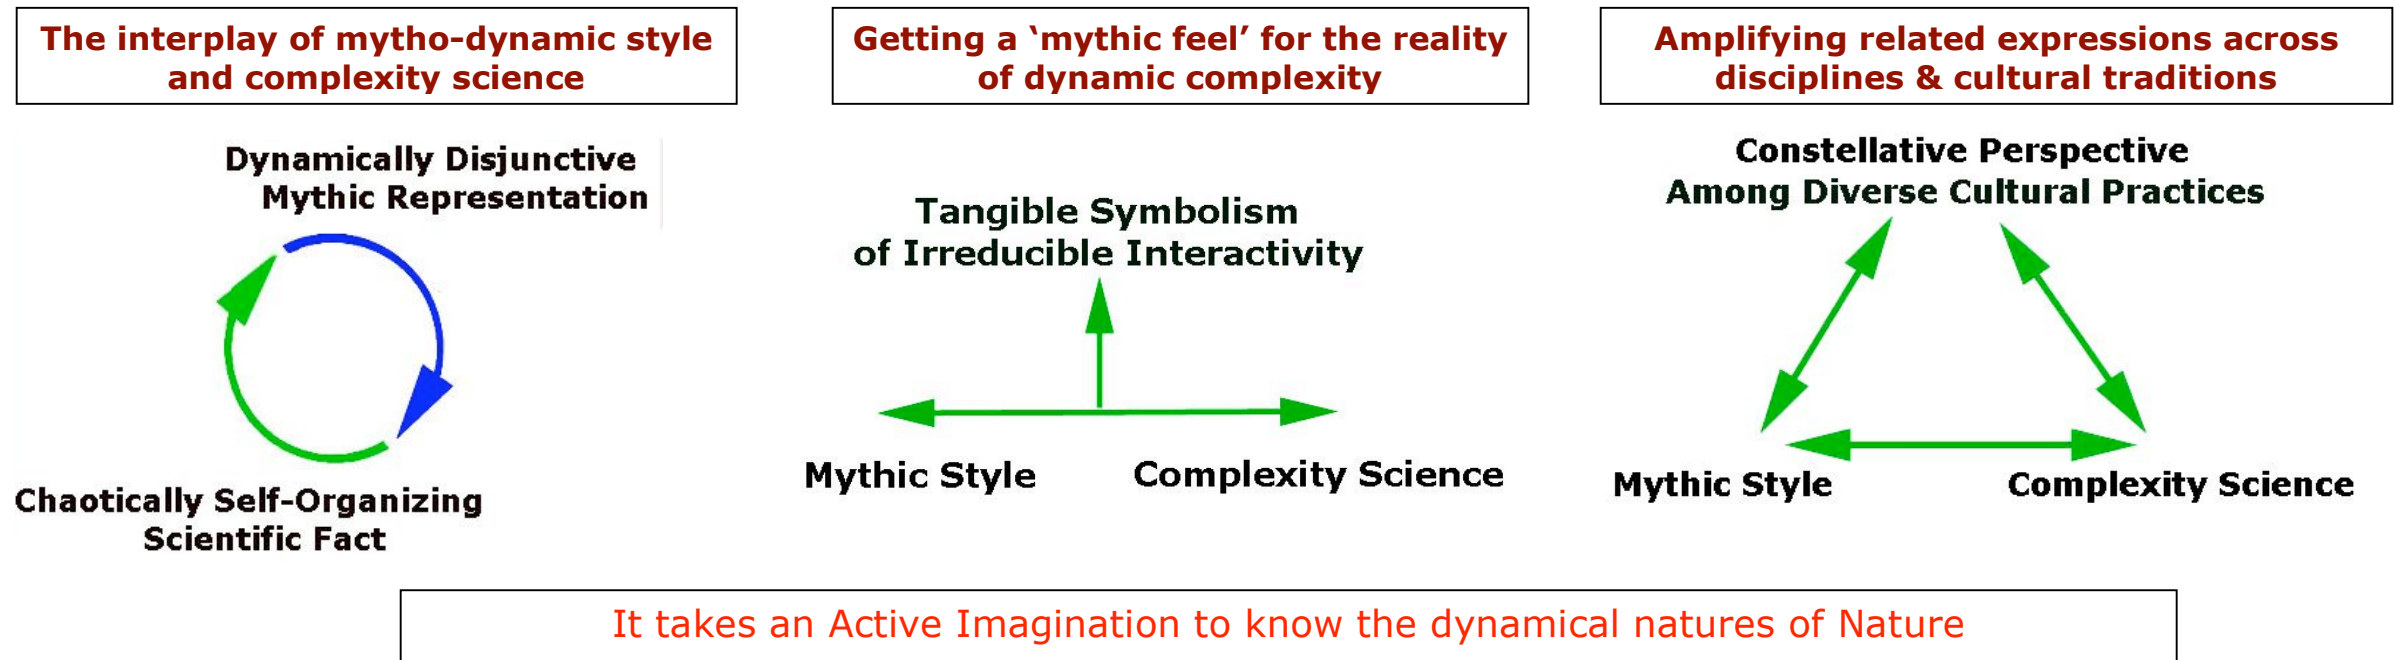 The interplay of mytho-dynamic style
and complexity science
Dynamically Disjunctive
Mythic Representation
Chaotically Self-Organizing
Scientific Fact
Getting a ‘mythic feel’ for the reality
of dynamic complexity
Tangible Symbolism
of Irreducible Interactivity
Mythic Style
Complexity Science
Amplifying related expressions across
disciplines & cultural traditions
Constellative Perspective
Among Diverse Cultural Practices
Mythic Style
Complexity Science
It takes an Active Imagination to know the dynamical natures of Nature